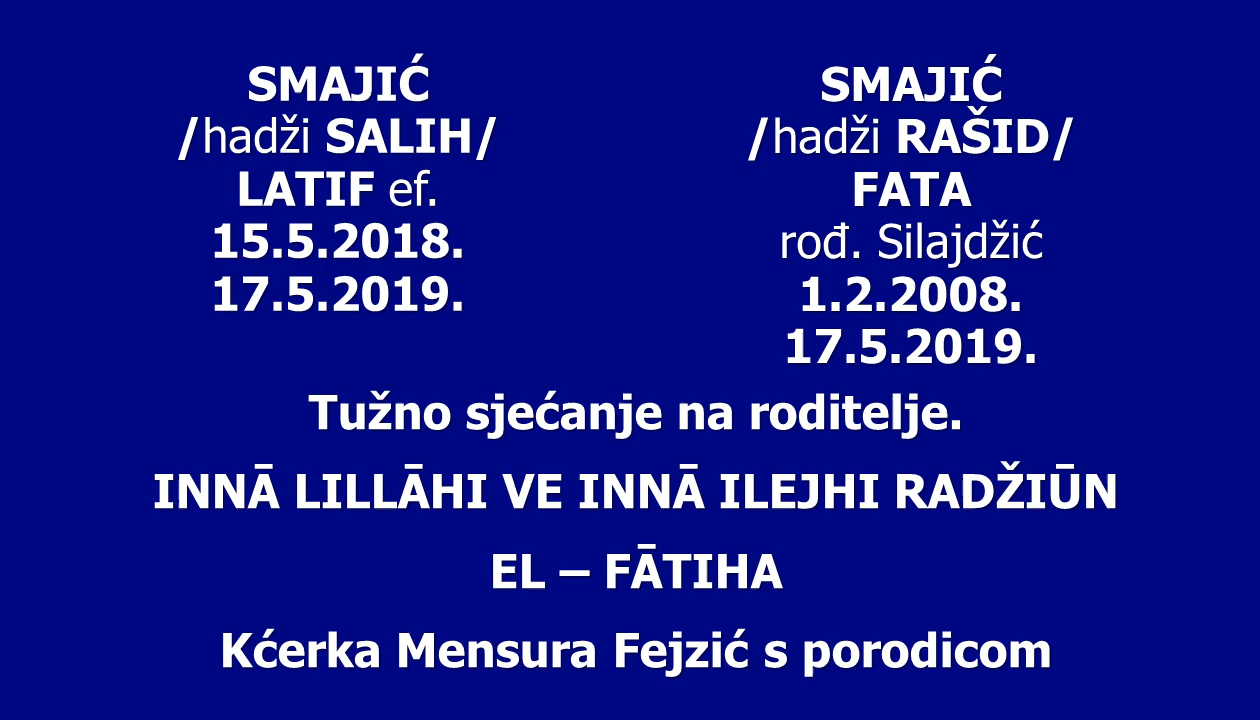 SMAJIĆ
/hadži SALIH/
LATIF ef.
15.5.2018.
17.5.2019.
SMAJIĆ
/hadži RAŠID/
FATA
rođ. Silajdžić
1.2.2008.
17.5.2019.
Tužno sjećanje na roditelje.
INNĀ LILLĀHI VE INNĀ ILEJHI RADŽIŪN
EL – FĀTIHA
Kćerka Mensura Fejzić s porodicom